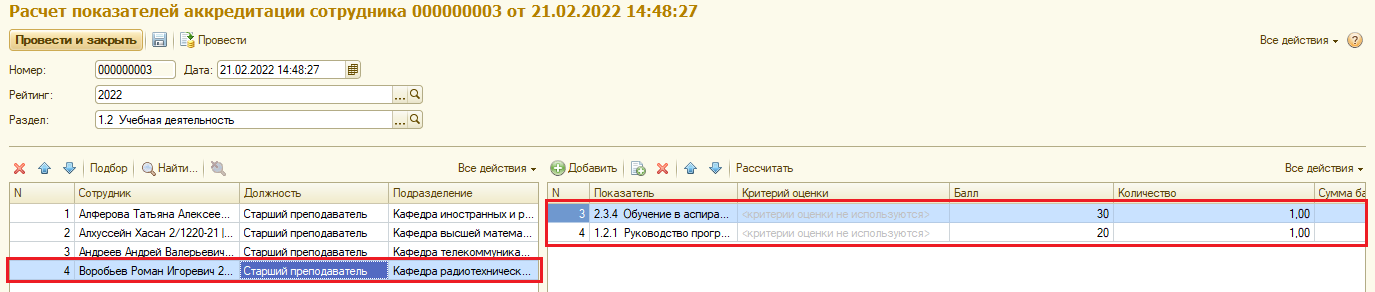 Расчет показателей аккредитации сотрудника 000000003 от 21.02.2022 14:48:27
Провести и закрыть Провести Все действия
Номер: 000000003 Дата: 21.02.2022 14:48:27
Рейтинг: 2022 ...
Раздел: 1.2 Учебная деятельность ...
Подбор Найти... Все действия Добавить Рассчитать Все действия
N Сотрудник Должность Подразделение N Показатель Критерий оценки Балл Количество Сумма ба
1 Алферова Татьяна Алексее... Старший преподаватель Кафедра иностранных и р... 3 2.3.4 Обучение в аспира... <критерии оценки не используются> 30 1,00
2 Алхуссейн Хасан 2/1220-21 |... Старший преподаватель Кафедра высшей математ... 4 1.2.1 Руководство прогр... <критерии оценки не используются> 20 1,00
3 Андреев Андрей Валерьевич... Старший преподаватель Кафедра телекоммуника...
4 Воробьев Роман Игоревич 2... Старший преподаватель Кафедра радиотехническ...